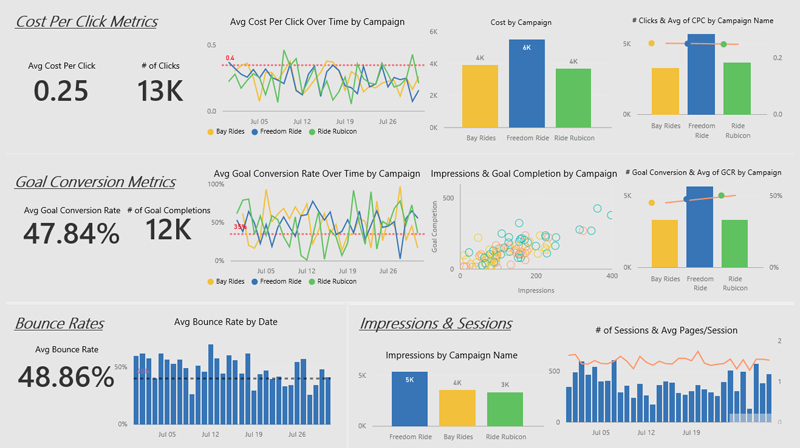 Cost Per Click Metrics
Avg Cost Per Click
0.25
# of Clicks
13K
Avg Cost Per Click Over Time by Campaign
0.5
0.4
0.0
Jul 05 Jul 12 Jul 19 Jul 26
Bay Rides Freedom Ride Ride Rubicon
Cost by Campaign
6K
4K
2K
0K
4K 6K 4K
Bay Rides Freedom Ride Ride Rubicon
# Clicks & Avg of CPC by Campaign Name
5K
0K
0.2
0.0
Bay Rides Freedom Ride Ride Rubicon
Goal Conversion Metrics
Avg Goal Conversion Rate
47.84%
# of Goal Completions
12K
Avg Goal Conversion Rate Over Time by Campaign
100%
0%
Jul 05 Jul 12 Jul 19 Jul 26
Bay Rides Freedom Ride Ride Rubicon
Impressions & Goal Completion by Campaign
Goal Completion
500
0
0 200 400
Impressions
# Goal Conversion & Avg of GCR by Campaign
5K
0K
50%
0%
Bay Rides Freedom Ride Ride Rubicon
Bounce Rates
Avg Bounce Rate
48.86%
Avg Bounce Rate by Date
50%
0%
Jul 05 Jul 12 Jul 19 Jul 26
Impressions & Sessions
Impressions by Campaign Name
5K
0K
5K 4K 3K
Freedom Ride Bay Rides Ride Rubicon
# of Sessions & Avg Pages/Session
500
0
2
1
0
Jul 05 Jul 12 Jul 19